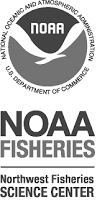 NATIONAL OCEANIC AND ATMOSPHERIC ADMINISTRATION
NOAA
U.S. DEPARTMENT OF COMMERCE
NOAA
FISHERIES
Northwest Fisheries
SCIENCE CENTER